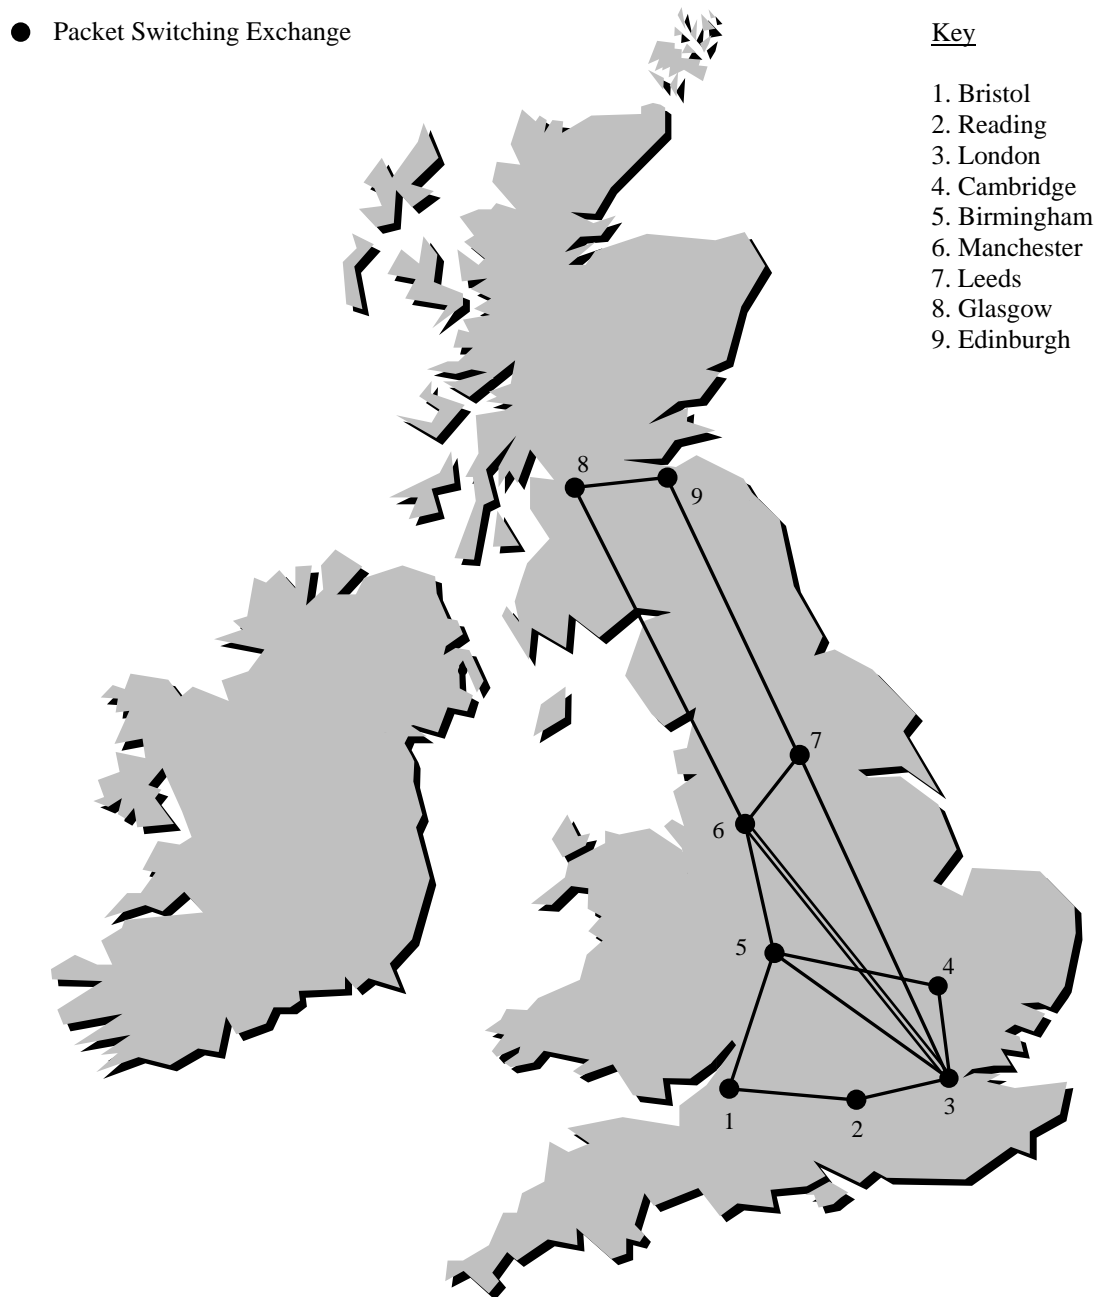 Packet Switching Exchange
Key
1. Bristol
2. Reading
3. London
4. Cambridge
5. Birmingham
6. Manchester
7. Leeds
8. Glasgow
9. Edinburgh
8
9
7
6
5
4
3
1
2